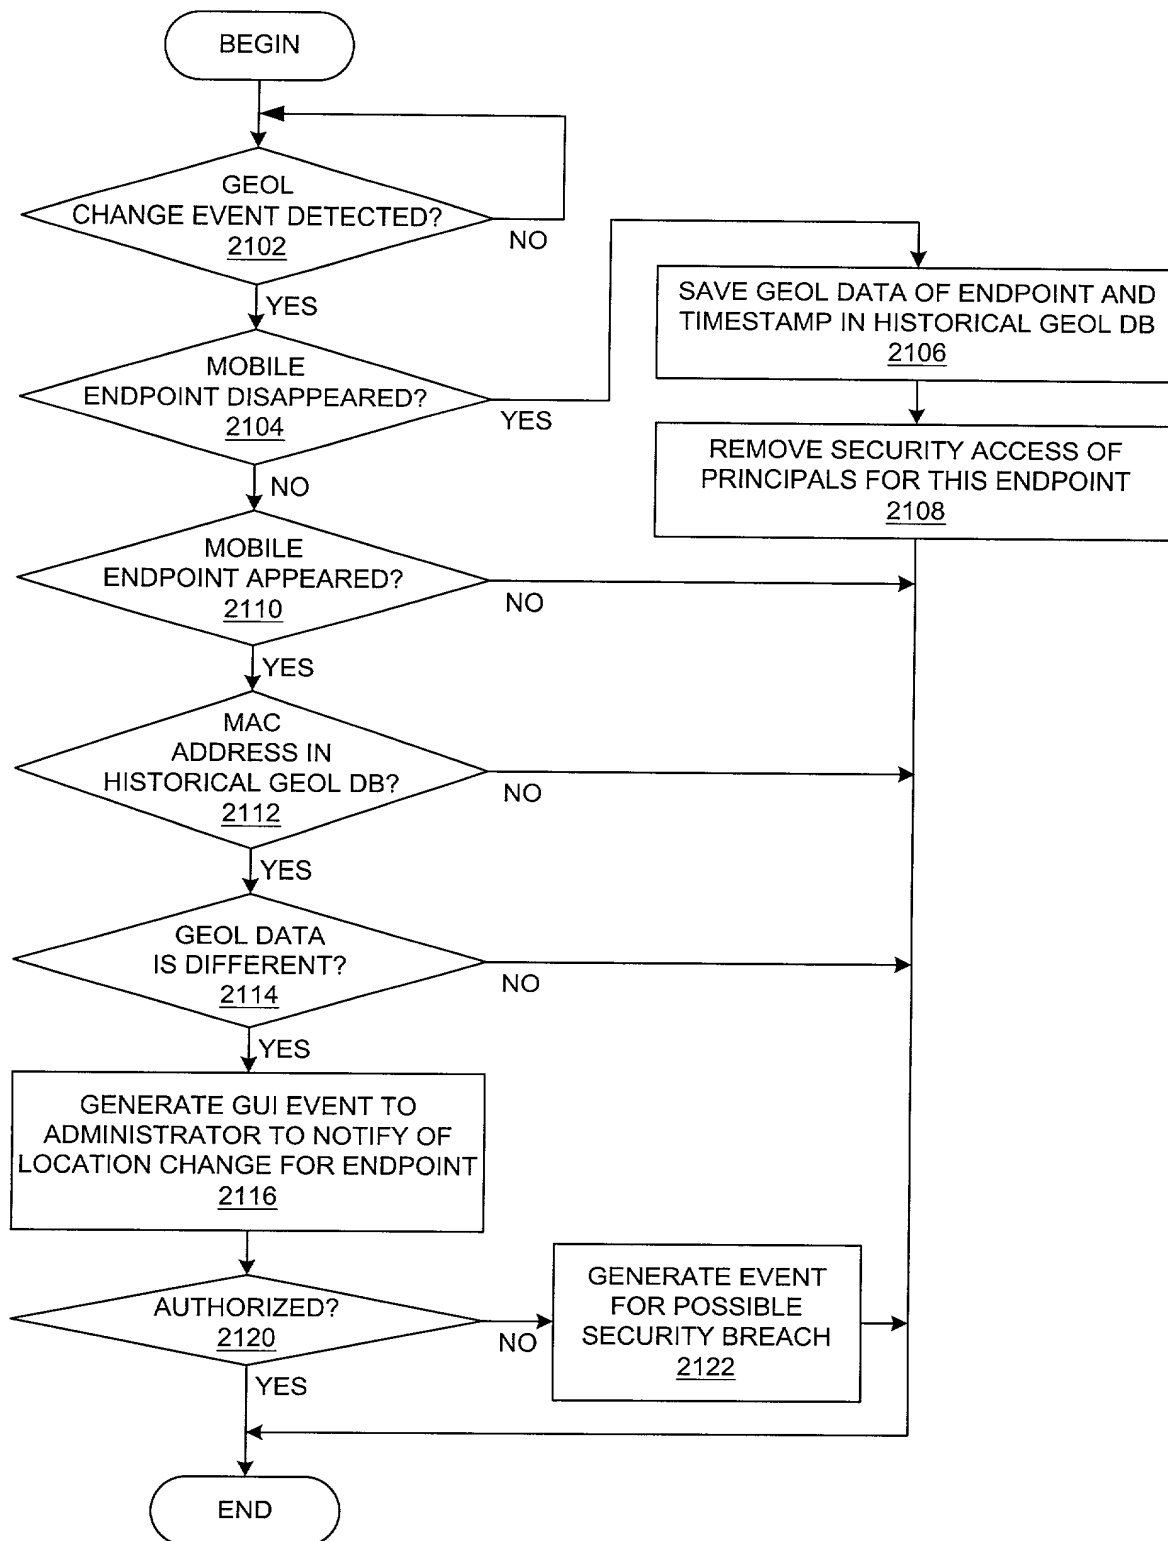 BEGIN
GEOL
CHANGE EVENT DETECTED?
2102
NO
YES
MOBILE
ENDPOINT DISAPPEARED?
2104
YES
SAVE GEOL DATA OF ENDPOINT AND
TIMESTAMP IN HISTORICAL GEOL DB
2106
REMOVE SECURITY ACCESS OF
PRINCIPALS FOR THIS ENDPOINT
2108
NO
MOBILE
ENDPOINT APPEARED?
2110
NO
YES
MAC
ADDRESS IN
HISTORICAL GEOL DB?
2112
NO
YES
GEOL DATA
IS DIFFERENT?
2114
NO
YES
GENERATE GUI EVENT TO
ADMINISTRATOR TO NOTIFY OF
LOCATION CHANGE FOR ENDPOINT
2116
AUTHORIZED?
2120
NO
GENERATE EVENT
FOR POSSIBLE
SECURITY BREACH
2122
YES
END